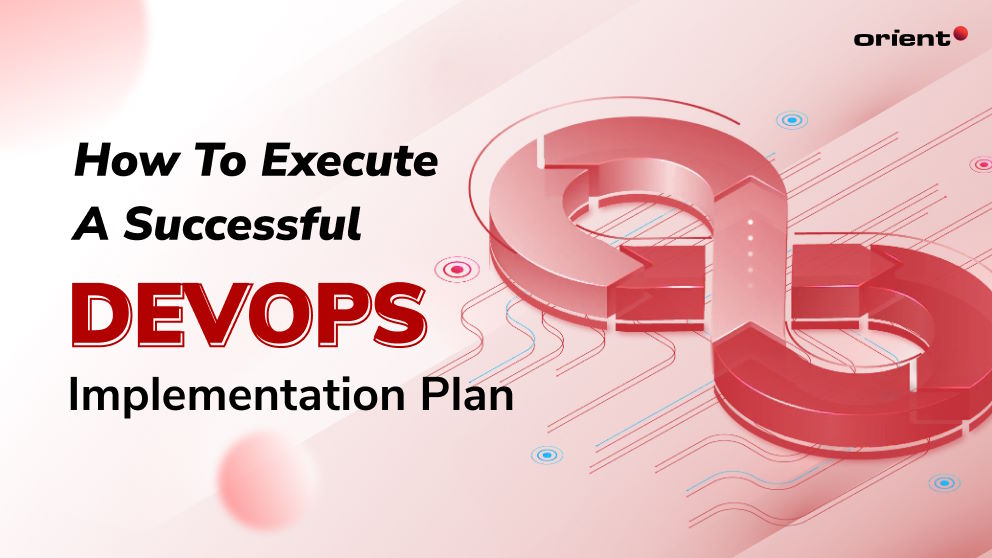 orient
How To Execute
A Successful
DEVOPS
Implementation Plan